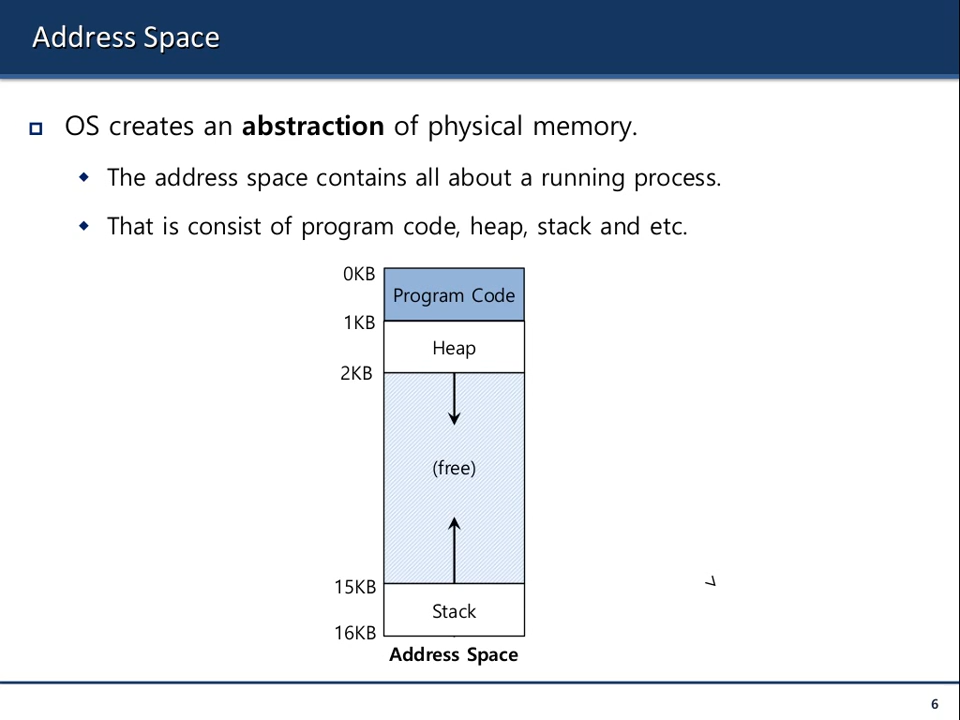 Address Space
OS creates an abstraction of physical memory.
The address space contains all about a running process.
That is consist of program code, heap, stack and etc.
0KB
Program Code
1KB
Heap
2KB
(free)
15KB
Stack
16KB
Address Space
6